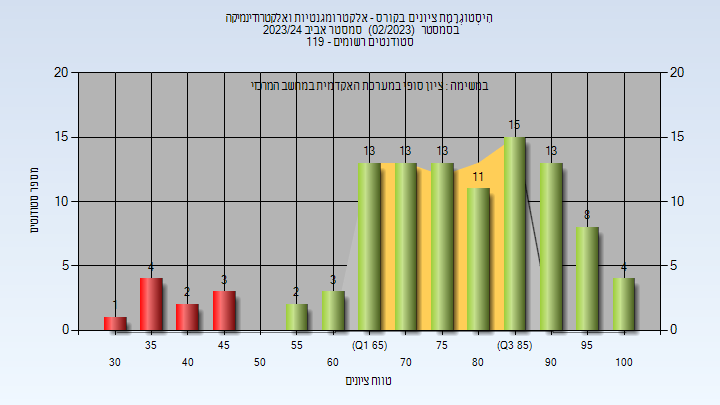 היסטוגרמת ציונים בקורס - אלקטרומגנטיות ואלקטרודינמיקה
בסמסטר (02/2023) סמסטר אביב 2023/24
סטודנטים רשומים - 119
במשימה : ציון סופי במערכת האקדמית במחשב המרכזי
20 20
15 15
10 10
5 5
0 0
מספר סטודנטים
1 4 2 3 2 3 13 13 13 11 15 13 8 4
35 45 55 (Q1 65) 75 (Q3 85) 95
30 40 50 60 70 80 90 100
טווח ציונים